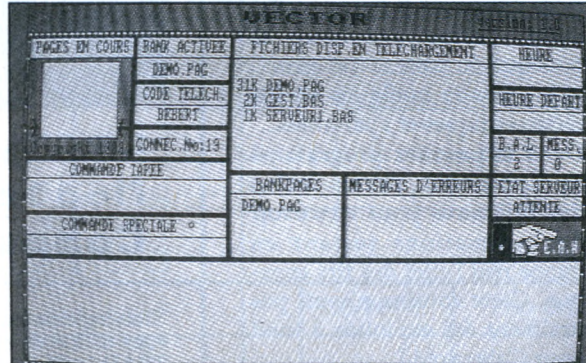 VECTOR
PAGES EN COURS
BANK ACTIVEE
DEMO.PAG
CODE TELECH.
BEBERT
CONNEC.No:19
FICHIERS DISP.EN TELECHARGEMENT
31K DEMO.PAG
2K GEST.BAS
1K SERVEUR1.BAS
HEURE
HEURE DEPART
B.A.L
MESS.
2
0
COMMANDE TAPEE
COMMANDE SPECIALE
BANKPAGES
DEMO.PAG
MESSAGES D'ERREURS
ETAT SERVEUR
ATTENTE